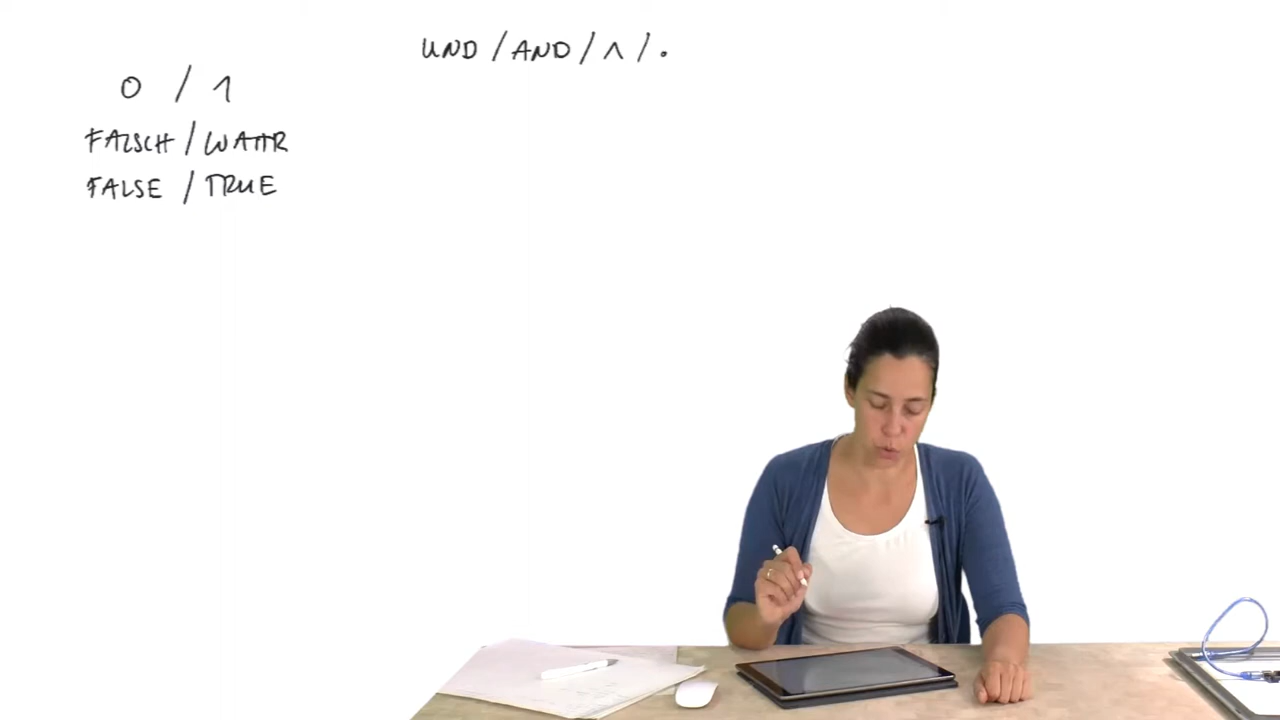 UND / AND / ∧ / ·
0 / 1
FALSCH / WAHR
FALSE / TRUE